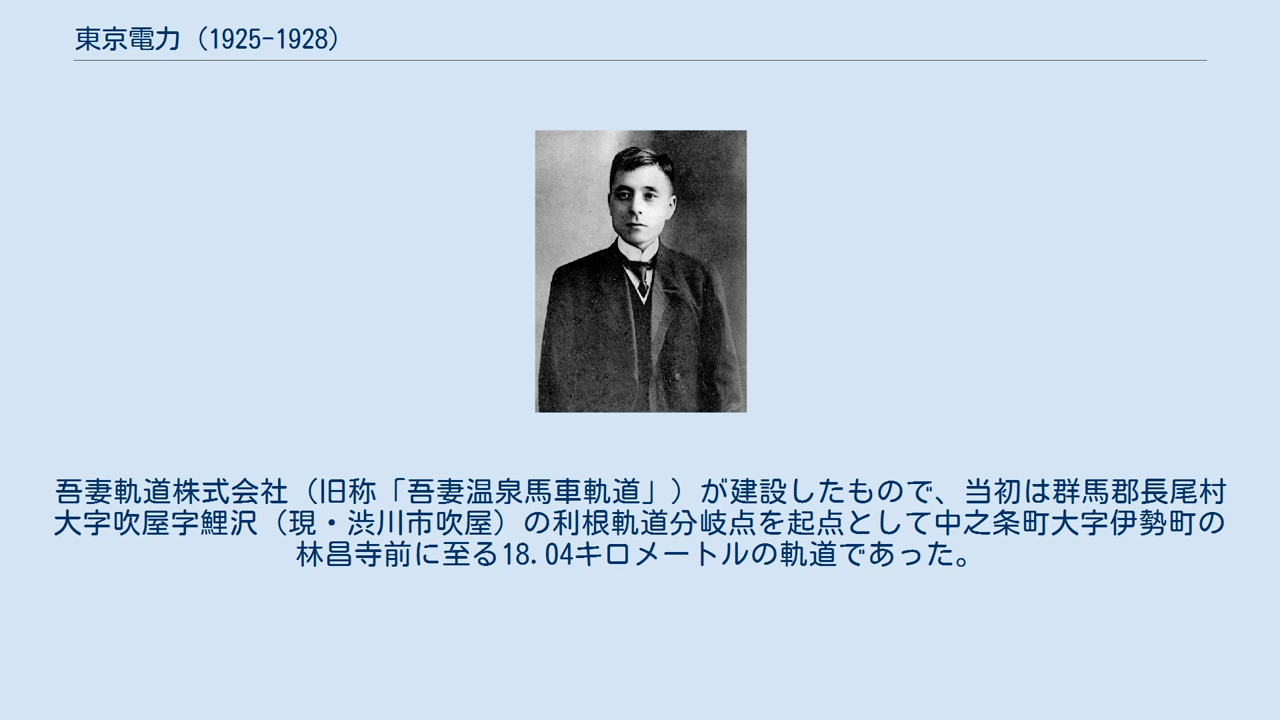 東京電力（1925-1928）
吾妻軌道株式会社（旧称「吾妻温泉馬車軌道」）が建設したもので、当初は群馬郡長尾村
大字吹屋字鯉沢（現・渋川市吹屋）の利根軌道分岐点を起点として中之条町大字伊勢町の
林昌寺前に至る18.04キロメートルの軌道であった。